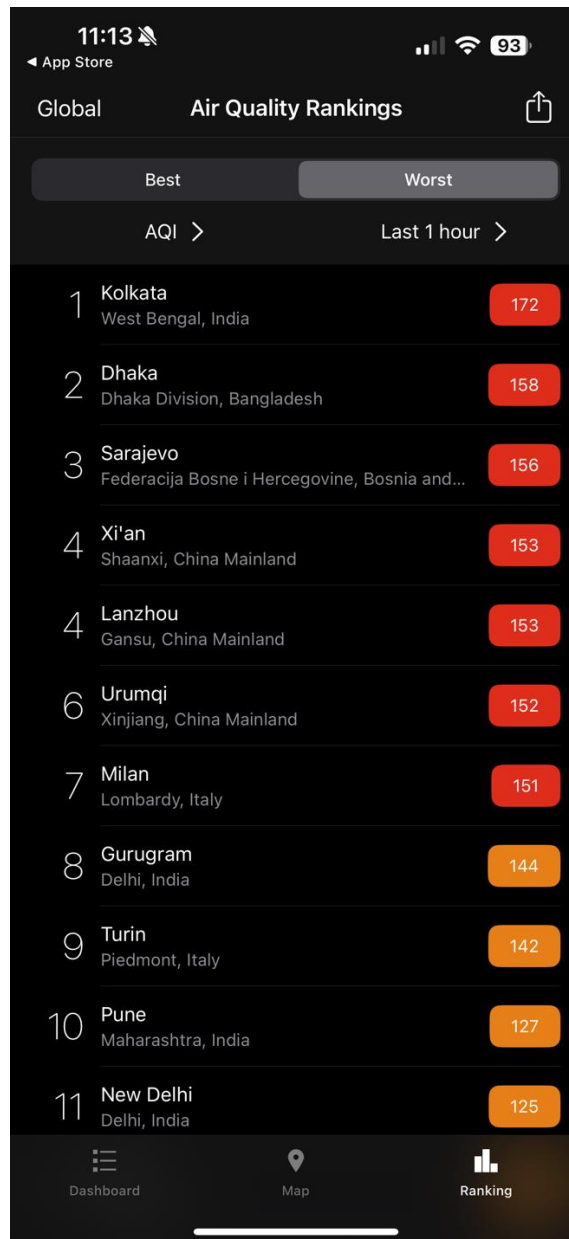 11:13
93
◀ App Store
Global
Air Quality Rankings
Best
Worst
AQI >
Last 1 hour >
1
Kolkata
West Bengal, India
172
2
Dhaka
Dhaka Division, Bangladesh
158
3
Sarajevo
Federacija Bosne i Hercegovine, Bosnia and...
156
4
Xi'an
Shaanxi, China Mainland
153
4
Lanzhou
Gansu, China Mainland
153
6
Urumqi
Xinjiang, China Mainland
152
7
Milan
Lombardy, Italy
151
8
Gurugram
Delhi, India
144
9
Turin
Piedmont, Italy
142
10
Pune
Maharashtra, India
127
11
New Delhi
Delhi, India
125
Dashboard
Map
Ranking